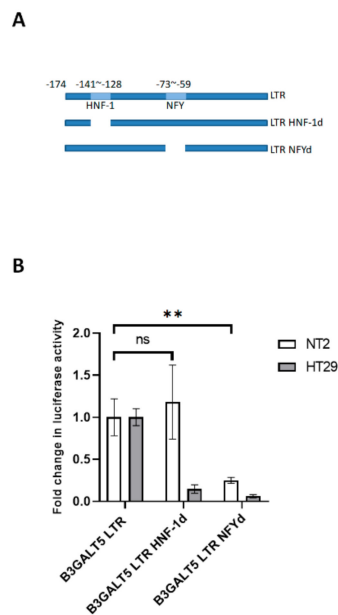 A
-174 -141~-128 -73~-59
LTR
HNF-1 NFY
LTR HNF-1d
LTR NFYd
B
**
ns
NT2
HT29
Fold change in luciferase activity
2.0
1.5
1.0
0.5
0.0
B3GALT5 LTR
B3GALT5 LTR HNF-1d
B3GALT5 LTR NFYd